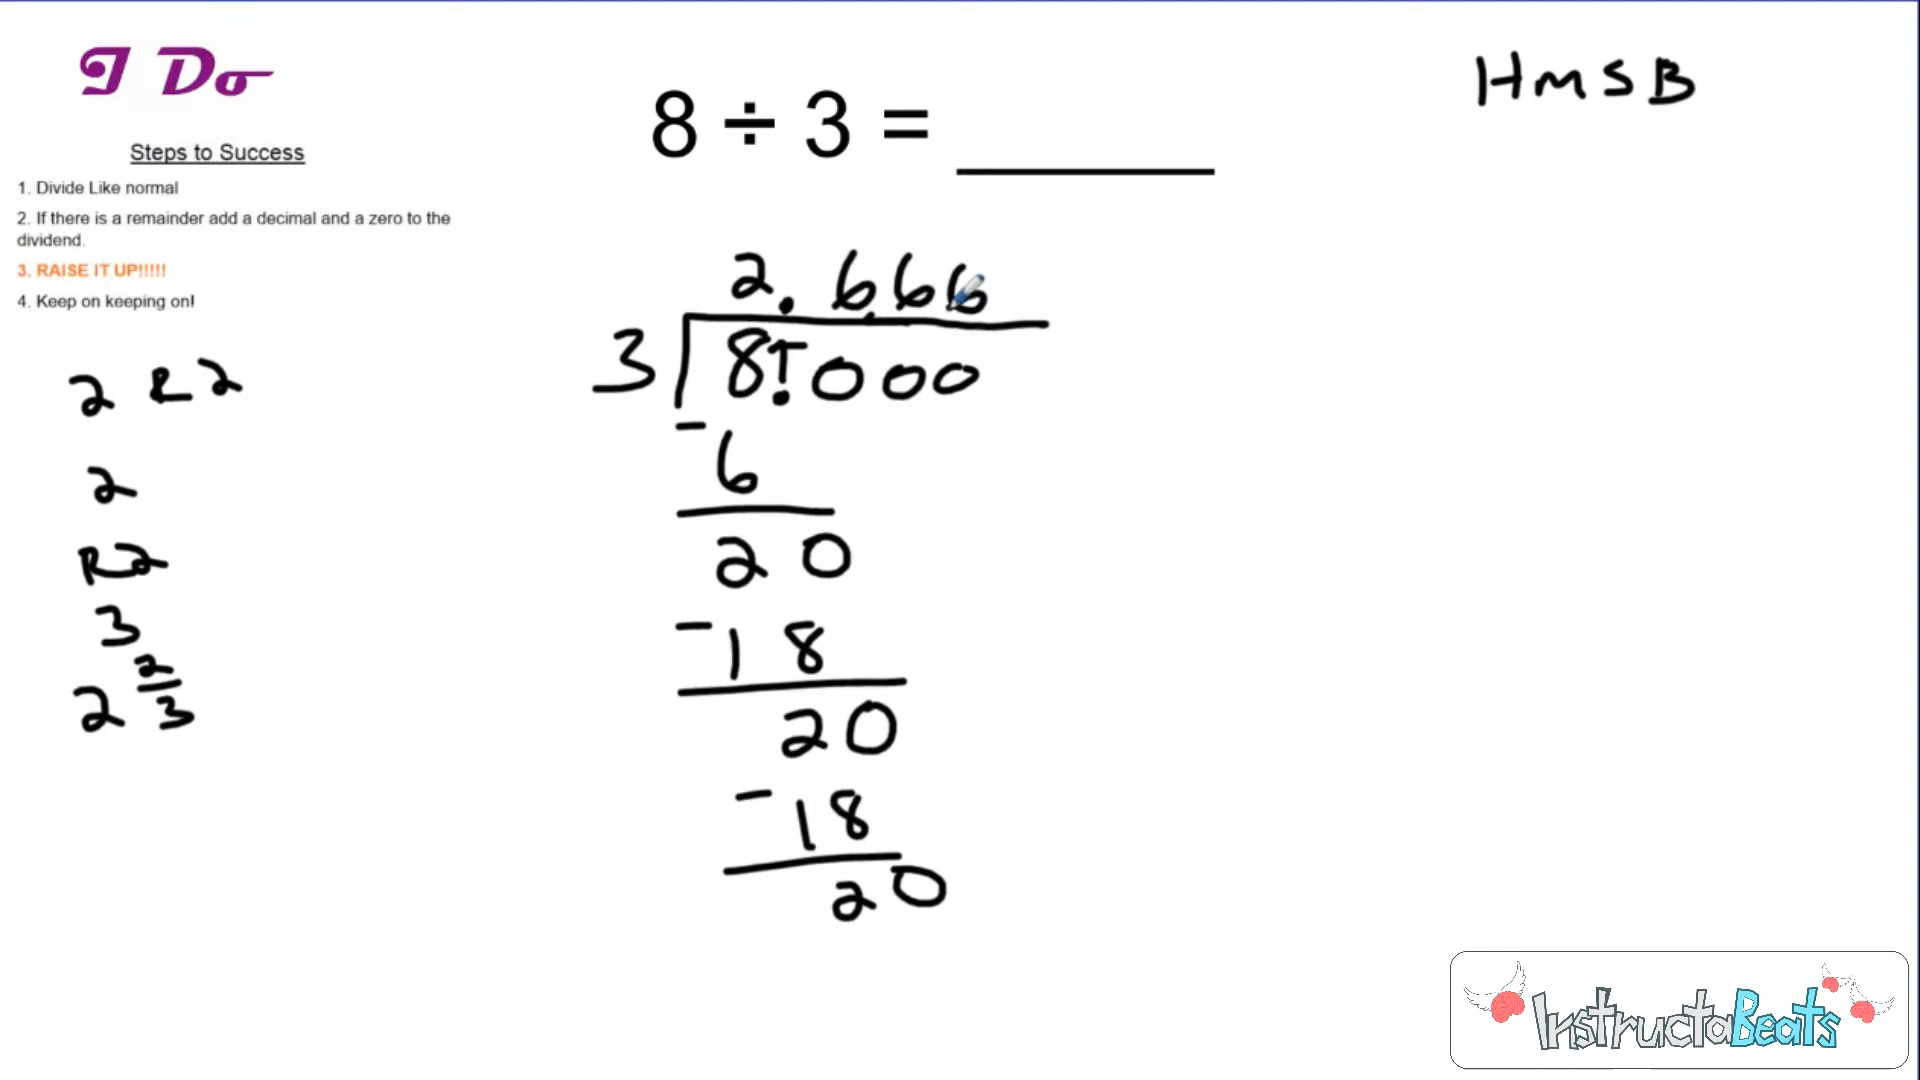 I Do
HMSB
8 ÷ 3 = ________
Steps to Success
1. Divide Like normal
2. If there is a remainder add a decimal and a zero to the
dividend.
3. RAISE IT UP!!!!!
4. Keep on keeping on!
2 R2
2
R2
3
2 2/3
2.666
3 8.000
-6
20
-18
20
-18
20
InstructaBeats